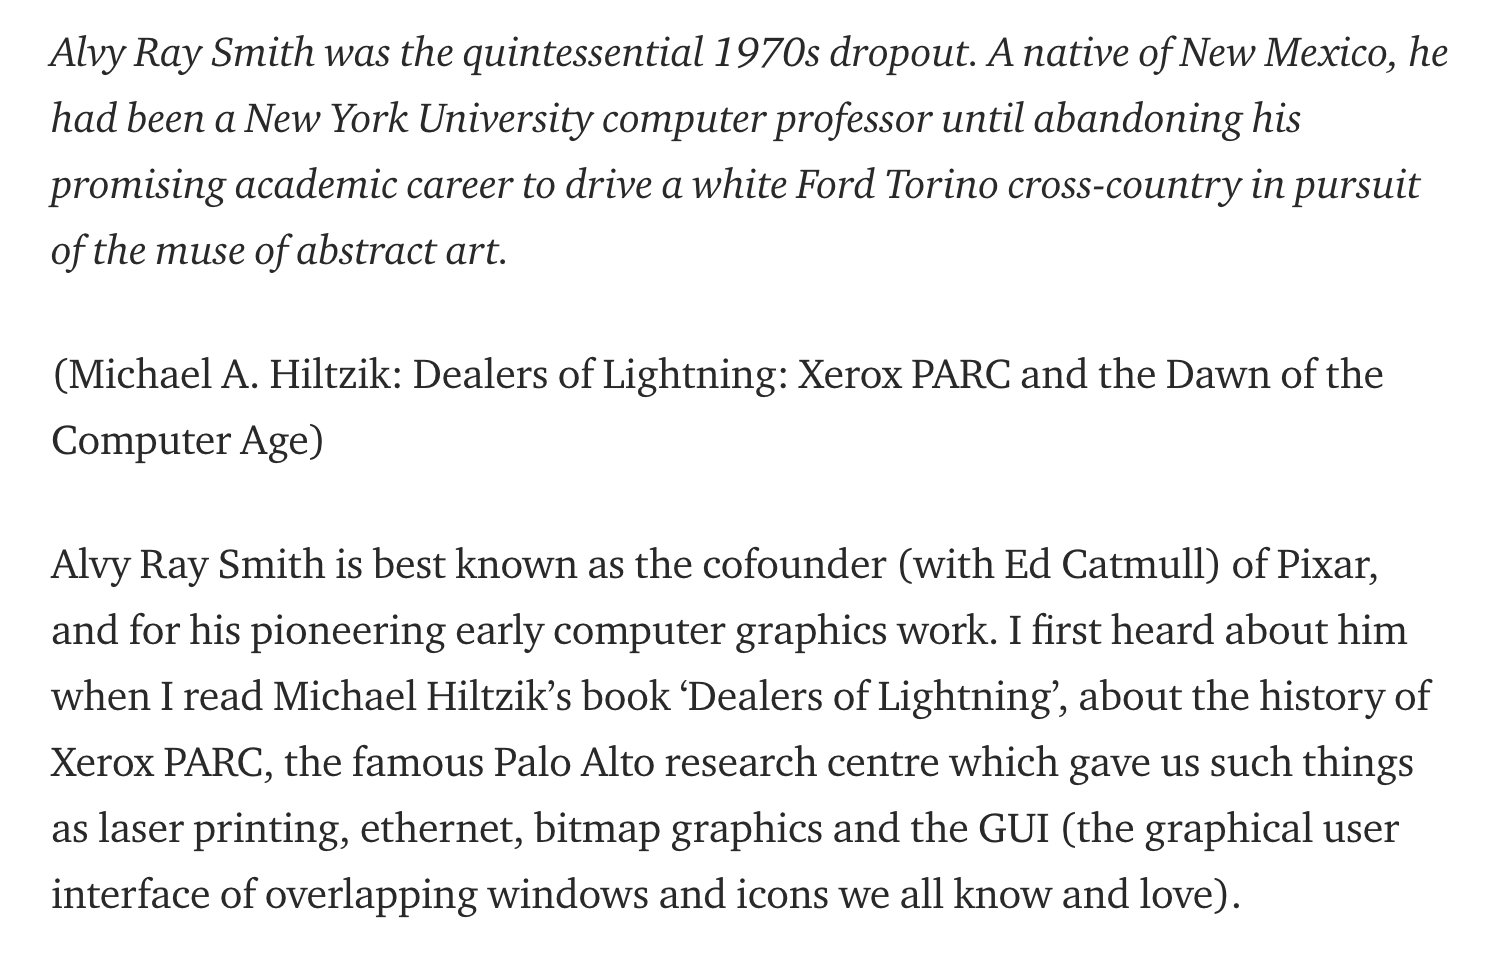 Alvy Ray Smith was the quintessential 1970s dropout. A native of New Mexico, he
had been a New York University computer professor until abandoning his
promising academic career to drive a white Ford Torino cross-country in pursuit
of the muse of abstract art.
(Michael A. Hiltzik: Dealers of Lightning: Xerox PARC and the Dawn of the
Computer Age)
Alvy Ray Smith is best known as the cofounder (with Ed Catmull) of Pixar,
and for his pioneering early computer graphics work. I first heard about him
when I read Michael Hiltzik’s book ‘Dealers of Lightning’, about the history of
Xerox PARC, the famous Palo Alto research centre which gave us such things
as laser printing, ethernet, bitmap graphics and the GUI (the graphical user
interface of overlapping windows and icons we all know and love).